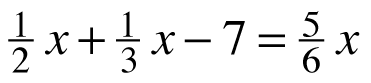 1/2 x + 1/3 x − 7 = 5/6 x